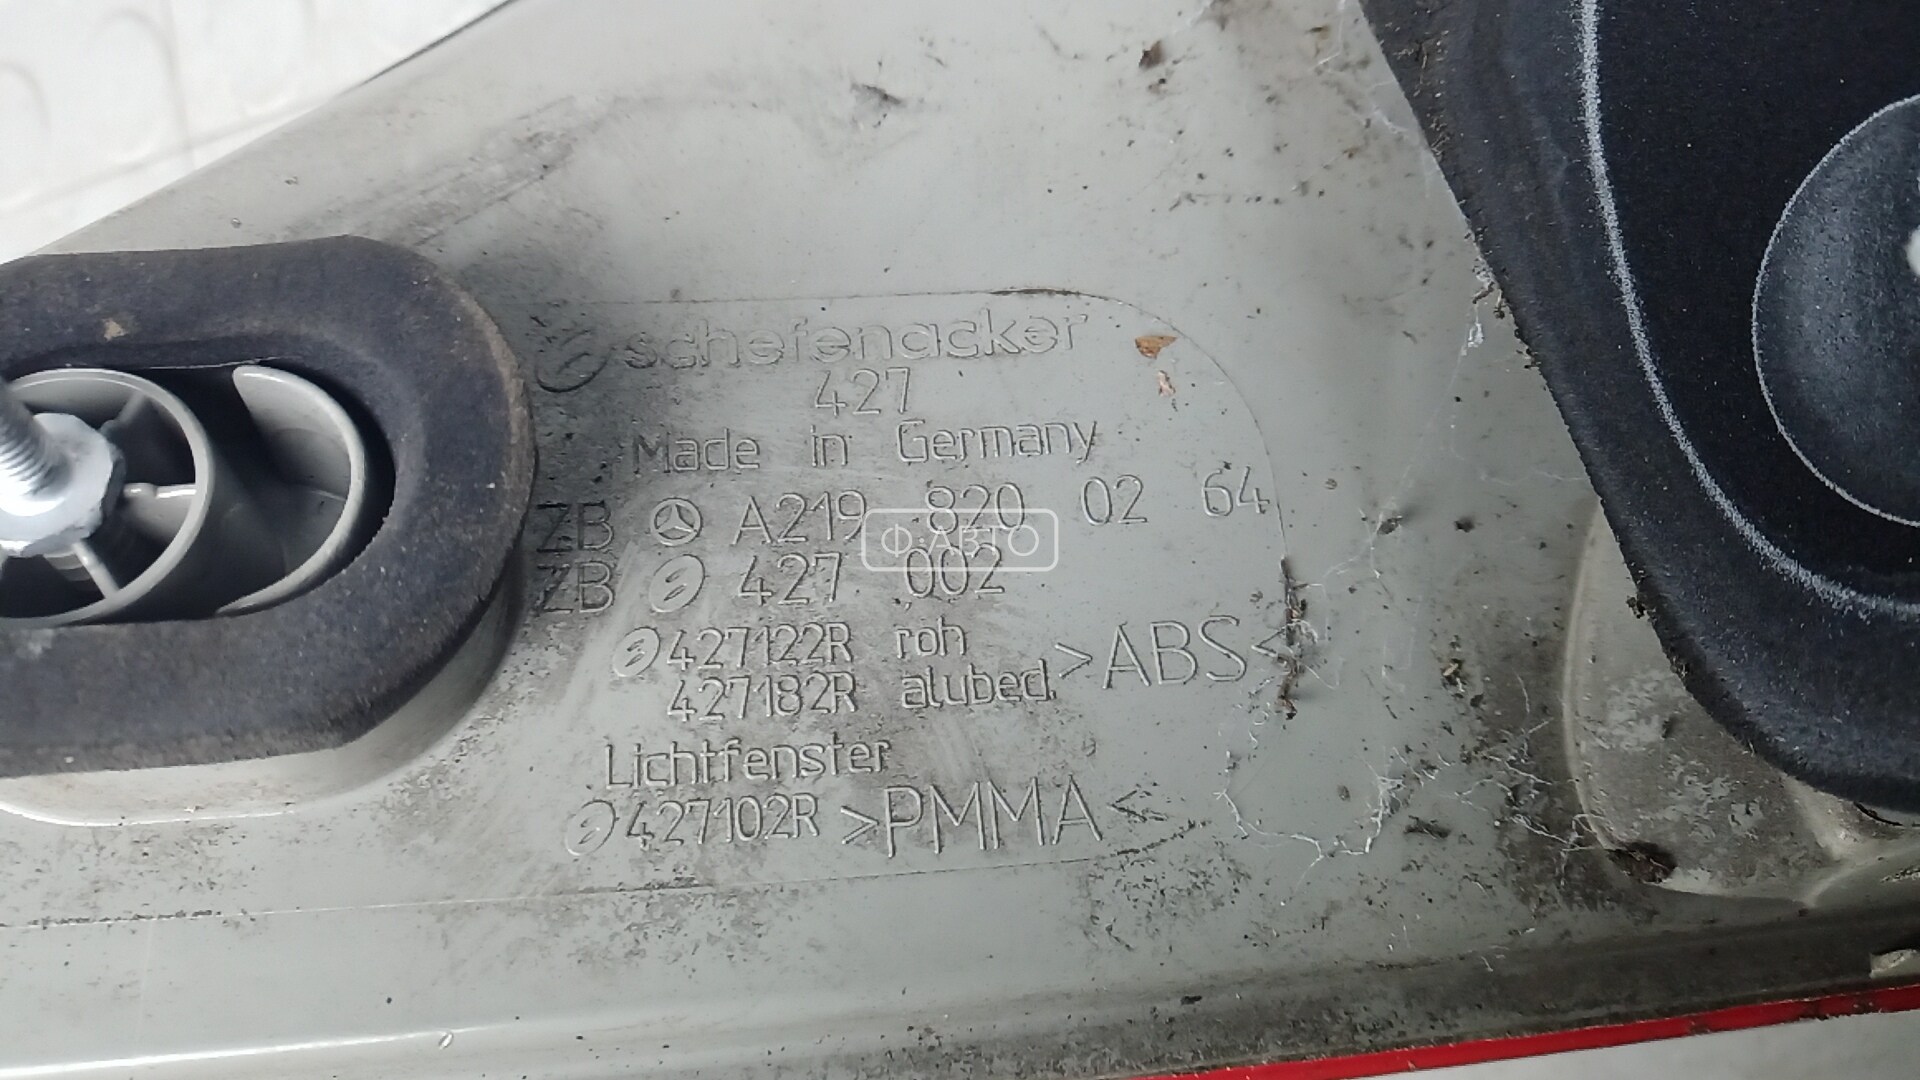 schefenacker
427
Made in Germany
ZB A219 820 02 64
Ф.АВТО
ZB 427 002
427122R roh
427182R alubed. >ABS<
Lichtfenster
427102R >PMMA<